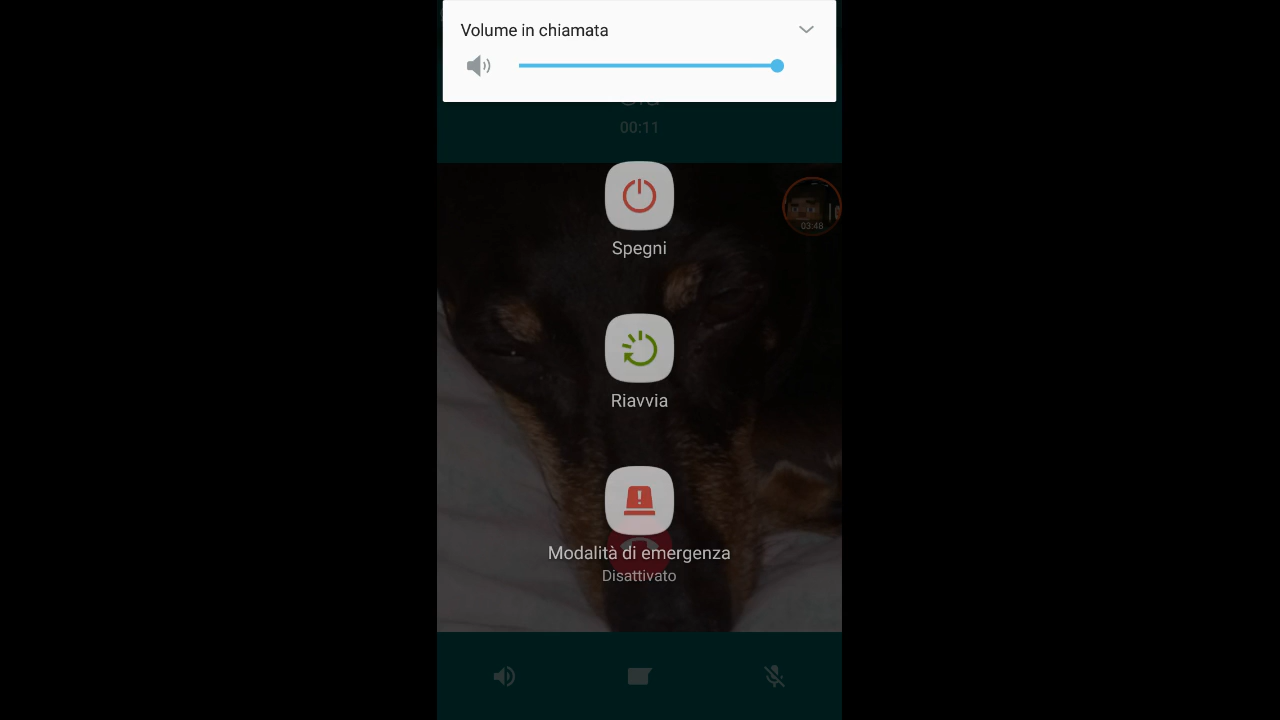 Volume in chiamata
00:11
03:48
Spegni
Riavvia
Modalità di emergenza
Disattivato